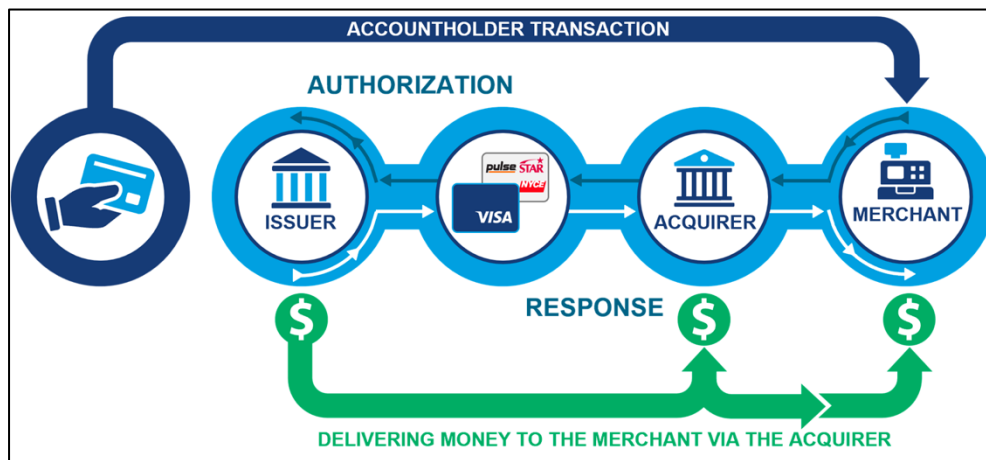 ACCOUNTHOLDER TRANSACTION
AUTHORIZATION
pulse STAR
NYCE
VISA
ISSUER
ACQUIRER
MERCHANT
RESPONSE
$ $ $
DELIVERING MONEY TO THE MERCHANT VIA THE ACQUIRER